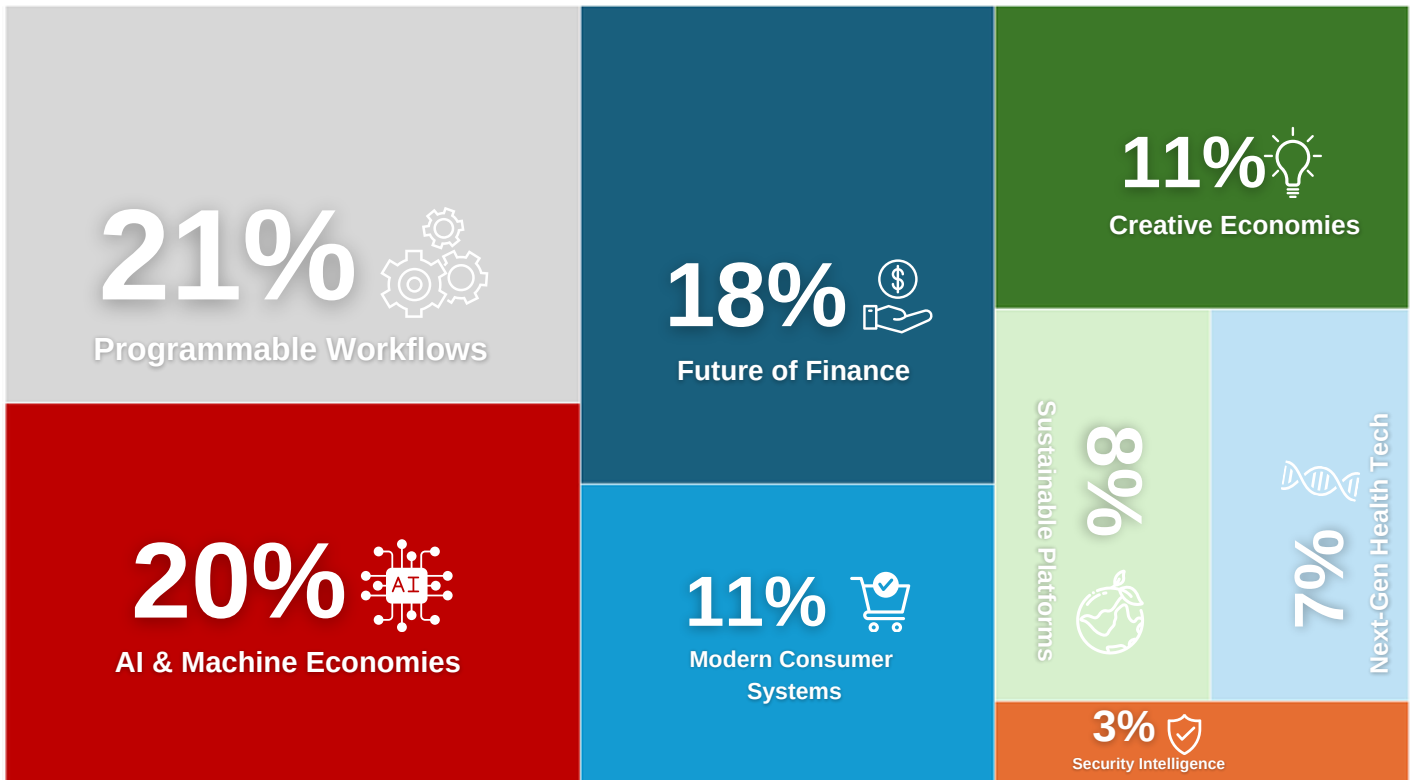 21%
Programmable Workflows
20%
AI
AI & Machine Economies
18%
$
Future of Finance
11%
Modern Consumer
Systems
11%
Creative Economies
8%
Sustainable Platforms
7%
Next-Gen Health Tech
3%
Security Intelligence